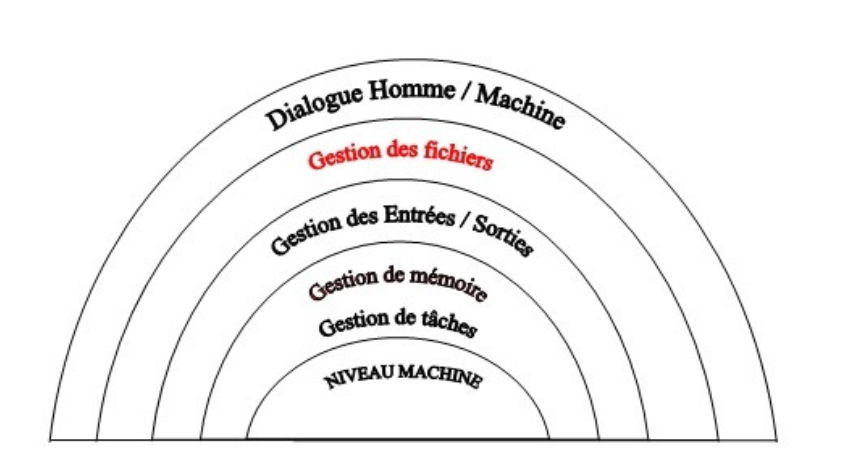 Dialogue Homme / Machine
Gestion des fichiers
Gestion des Entrées / Sorties
Gestion de mémoire
Gestion de tâches
NIVEAU MACHINE